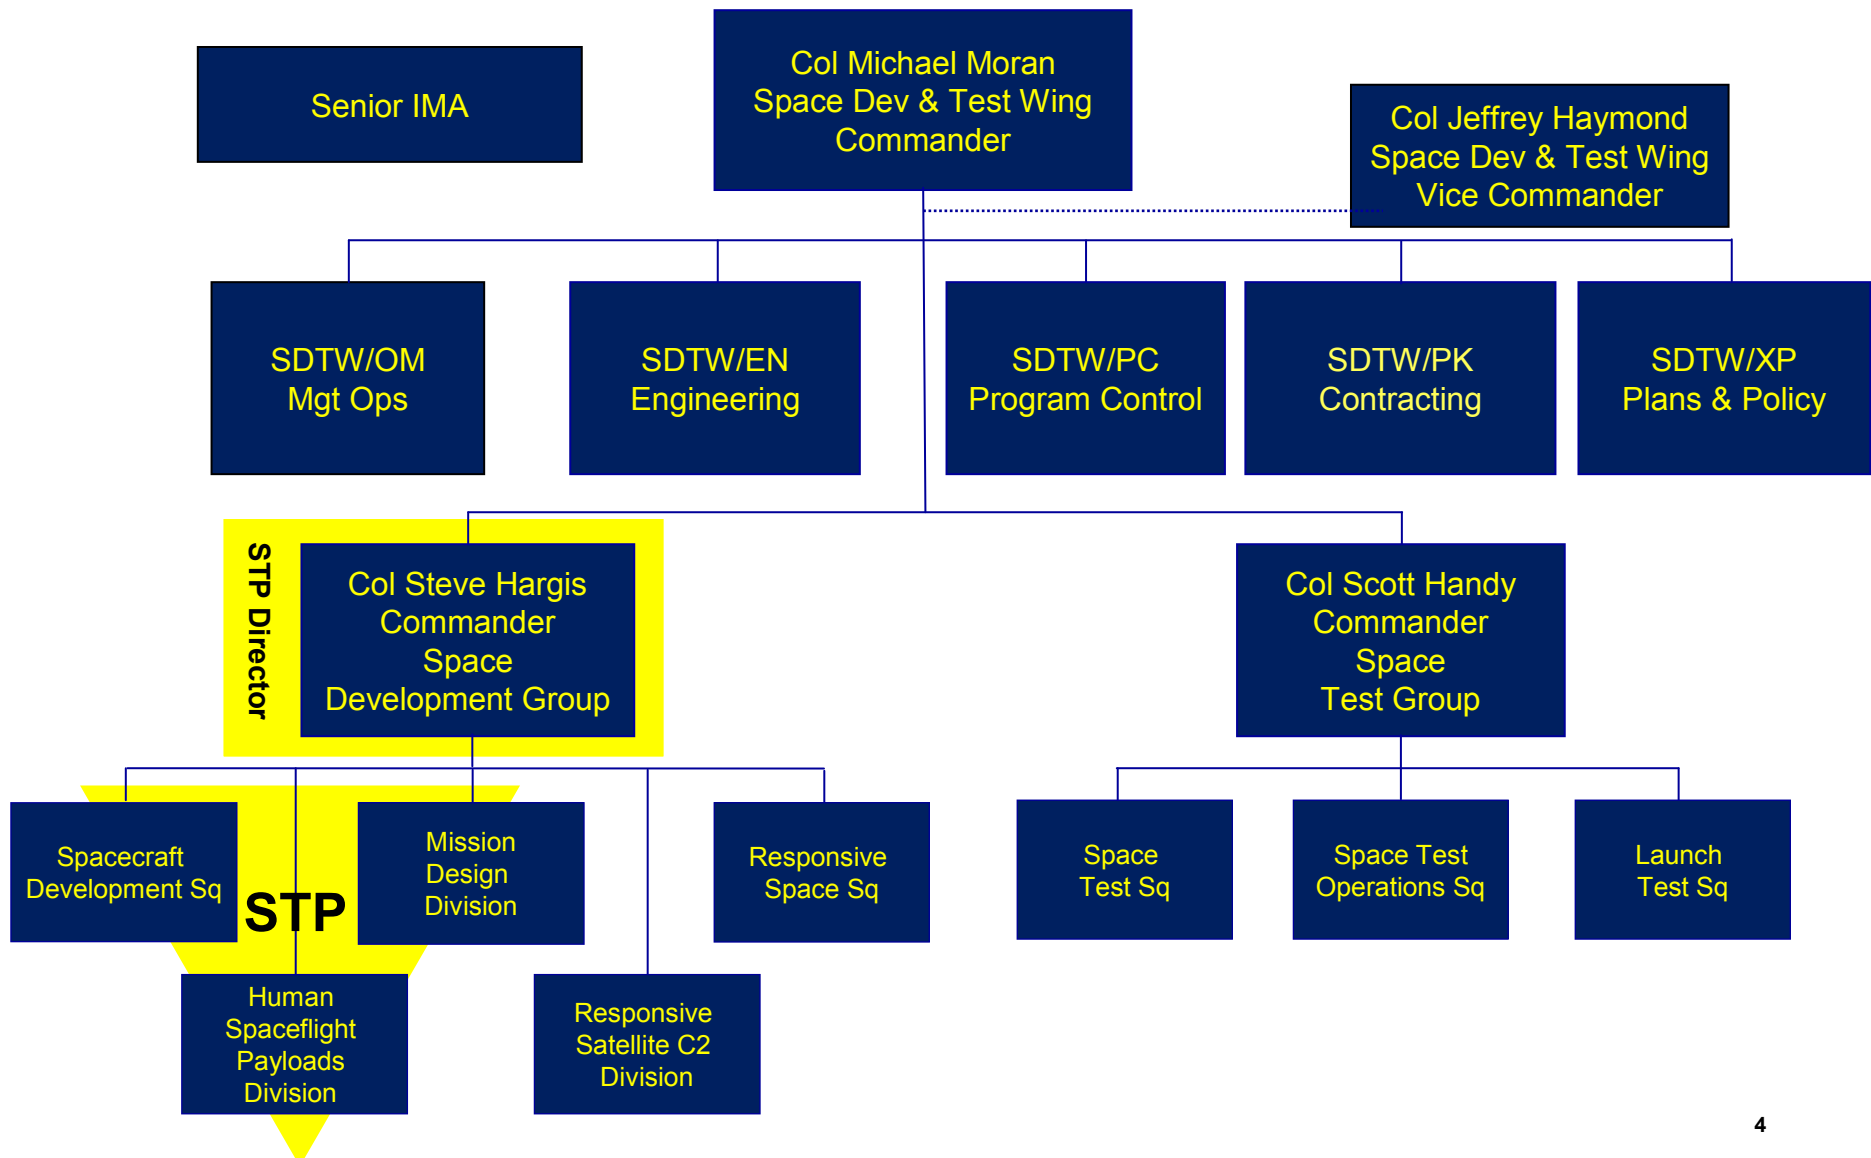 Senior IMA
Col Michael Moran
Space Dev & Test Wing
Commander
Col Jeffrey Haymond
Space Dev & Test Wing
Vice Commander
SDTW/OM
Mgt Ops
SDTW/EN
Engineering
SDTW/PC
Program Control
SDTW/PK
Contracting
SDTW/XP
Plans & Policy
STP Director
Col Steve Hargis
Commander
Space
Development Group
Col Scott Handy
Commander
Space
Test Group
Spacecraft
Development Sq
STP
Mission
Design
Division
Responsive
Space Sq
Space
Test Sq
Space Test
Operations Sq
Launch
Test Sq
Human
Spaceflight
Payloads
Division
Responsive
Satellite C2
Division
4